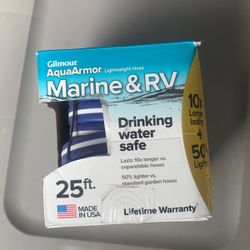 Gilmour
AquaArmor Lightweight Hose
Marine & RV
Drinking
water
safe
Lasts 10x longer vs.
expandable hoses
50% lighter vs.
standard garden hoses
25ft.
MADE
IN USA
Lifetime Warranty
10x
Longer
lasting
+
50%